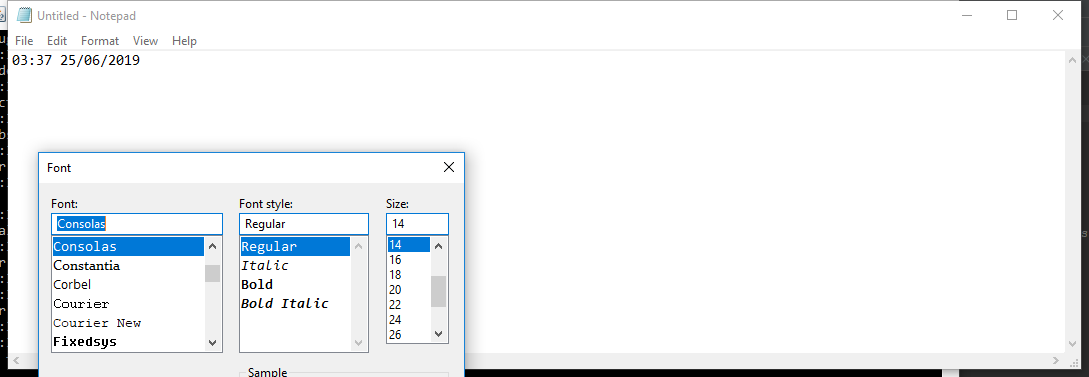 Untitled - Notepad
File Edit Format View Help
03:37 25/06/2019
Font
Font: Font style: Size:
Consolas Regular 14
Consolas Regular 14
Constantia Italic 16
Corbel Bold 18
Courier Bold Italic 20
Courier New 22
Fixedsys 24
26
Sample